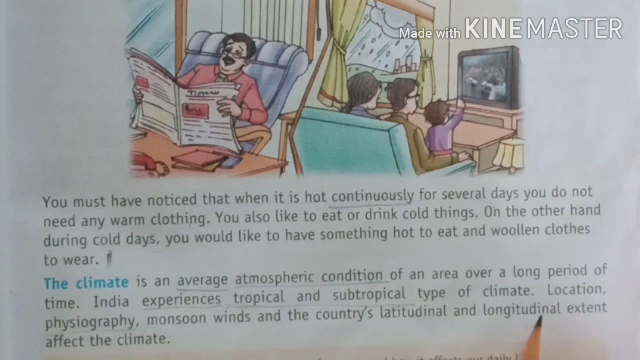 Made with KINEMASTER
You must have noticed that when it is hot continuously for several days you do not
need any warm clothing. You also like to eat or drink cold things. On the other hand
during cold days, you would like to have something hot to eat and woollen clothes
to wear.
The climate is an average atmospheric condition of an area over a long period of
time. India experiences tropical and subtropical type of climate. Location,
physiography, monsoon winds and the country's latitudinal and longitudinal extent
affect the climate.
it affects our daily